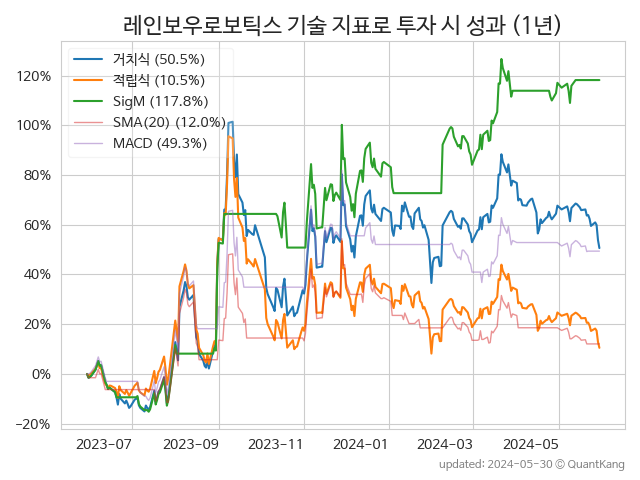 레인보우로보틱스 기술 지표로 투자 시 성과 (1년)
거치식 (50.5%)
적립식 (10.5%)
SigM (117.8%)
SMA(20) (12.0%)
MACD (49.3%)
120%
100%
80%
60%
40%
20%
0%
−20%
2023-07 2023-09 2023-11 2024-01 2024-03 2024-05
updated: 2024-05-30 © QuantKang